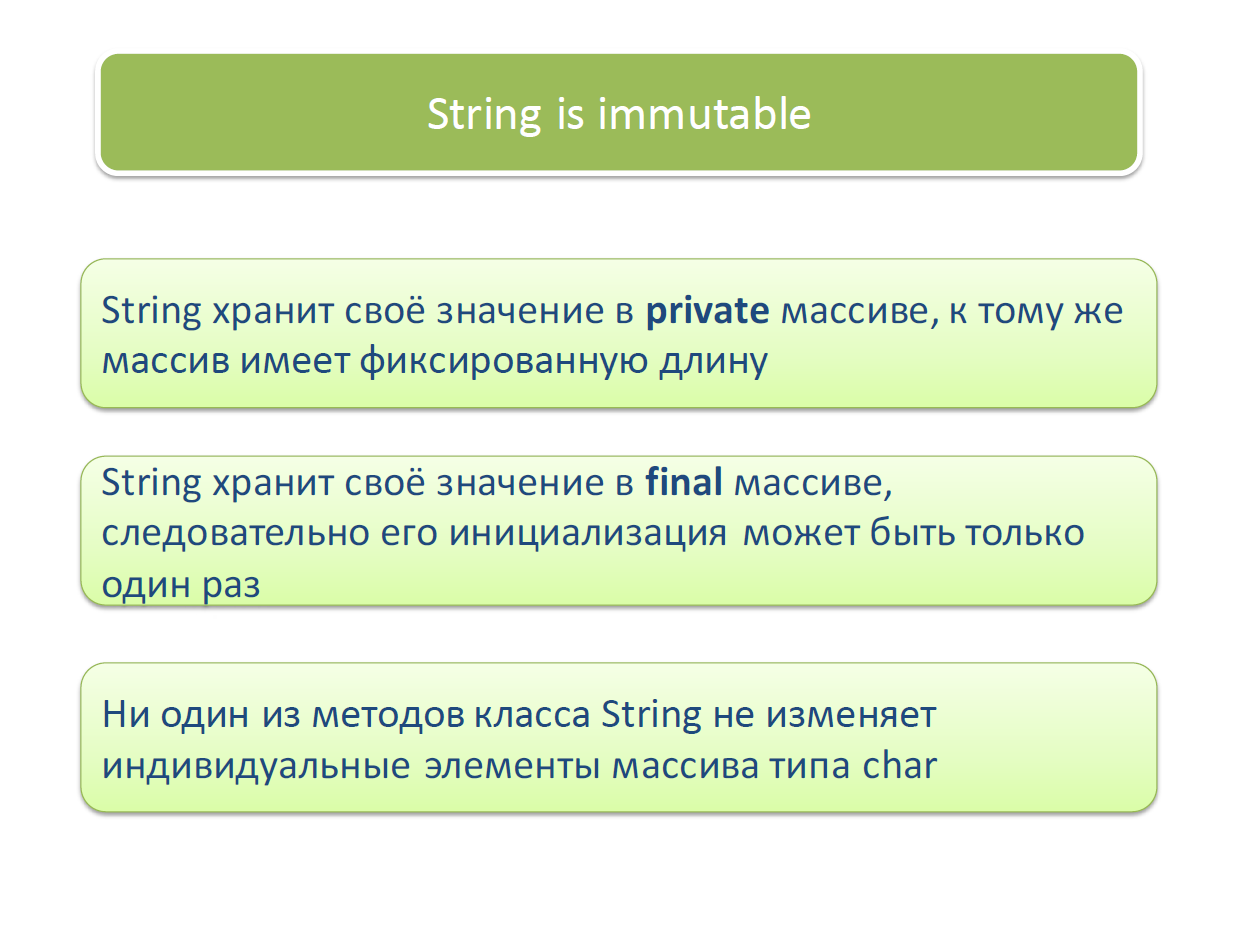 String is immutable
String хранит своё значение в private массиве, к тому же
массив имеет фиксированную длину
String хранит своё значение в final массиве,
следовательно его инициализация может быть только
один раз
Ни один из методов класса String не изменяет
индивидуальные элементы массива типа char